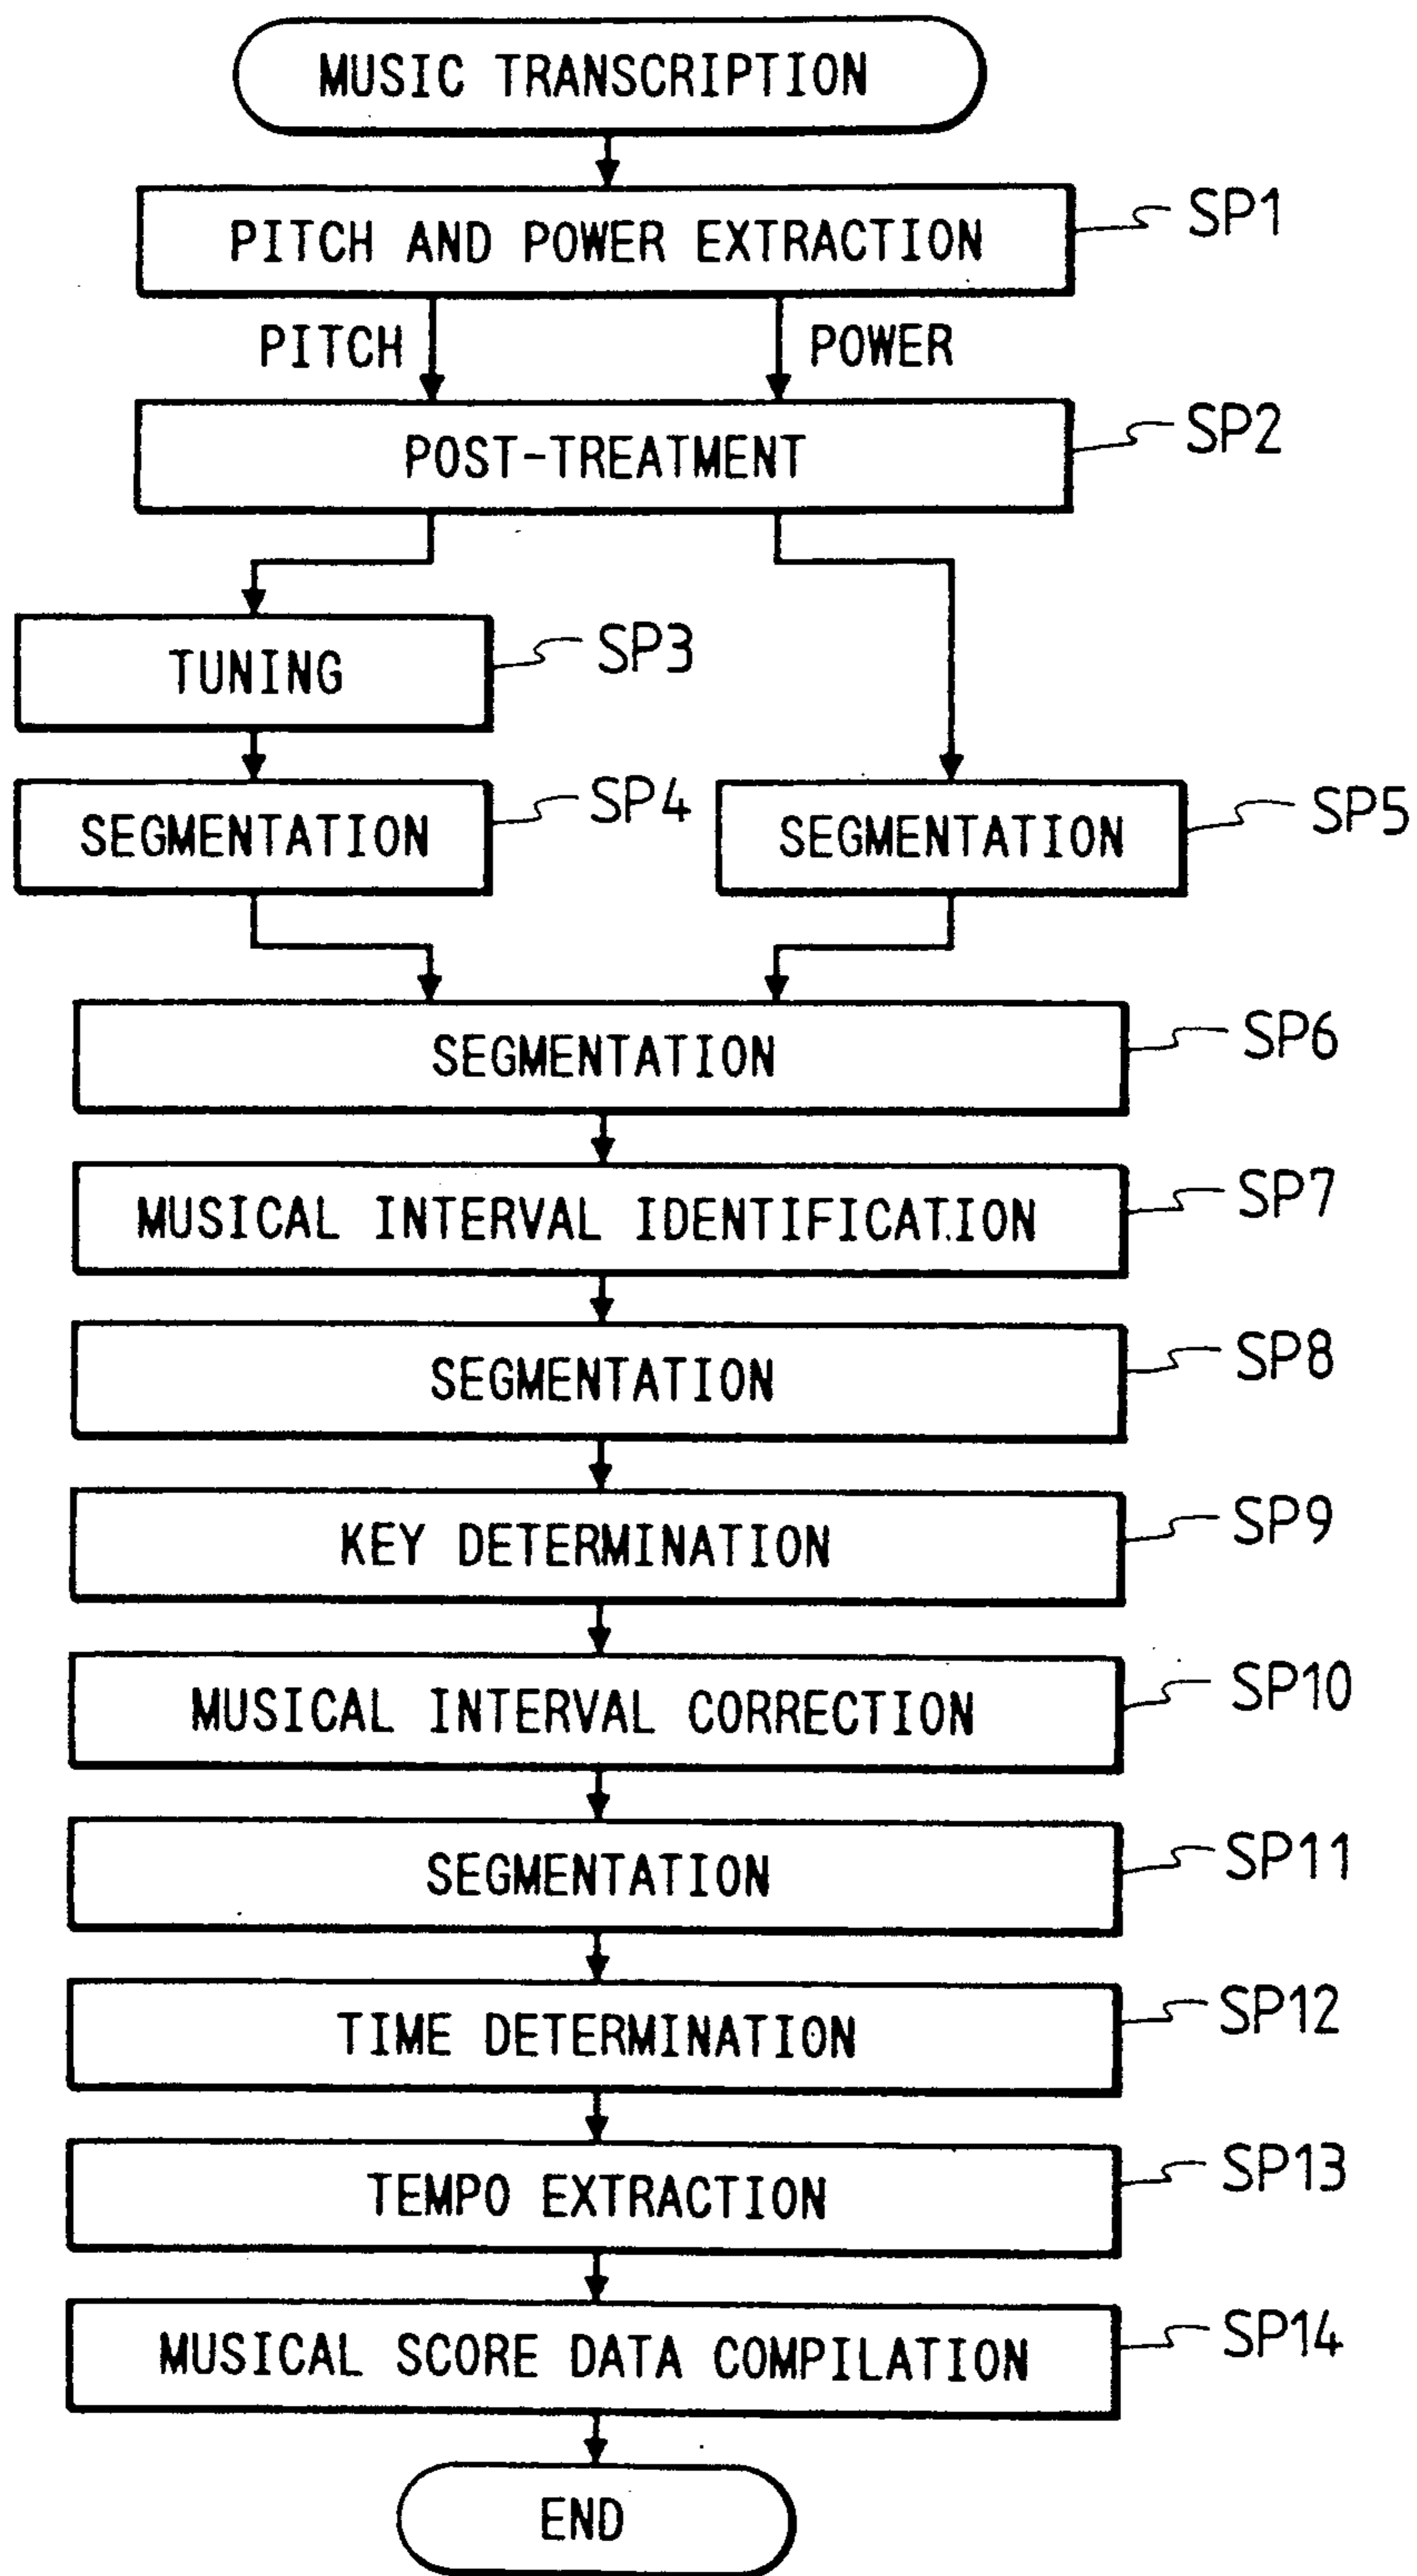 MUSIC TRANSCRIPTION
PITCH AND POWER EXTRACTION
SP1
PITCH
POWER
POST-TREATMENT
SP2
TUNING
SP3
SEGMENTATION
SP4
SEGMENTATION
SP5
SEGMENTATION
SP6
MUSICAL INTERVAL IDENTIFICATION
SP7
SEGMENTATION
SP8
KEY DETERMINATION
SP9
MUSICAL INTERVAL CORRECTION
SP10
SEGMENTATION
SP11
TIME DETERMINATION
SP12
TEMPO EXTRACTION
SP13
MUSICAL SCORE DATA COMPILATION
SP14
END